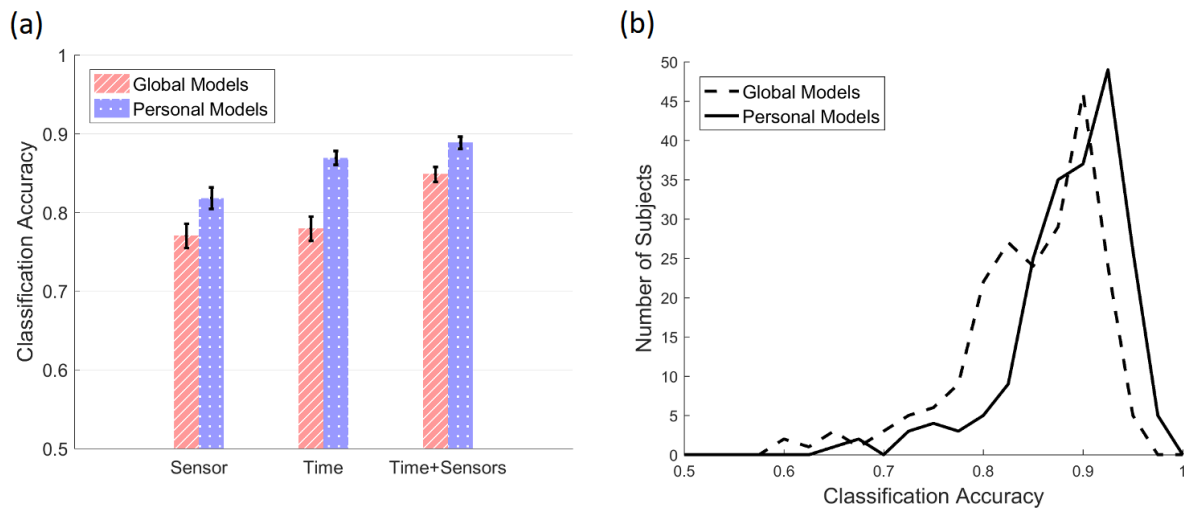 (a)
Classification Accuracy
1
0.9
0.8
0.7
0.6
0.5
Global Models
Personal Models
Sensor
Time
Time+Sensors
(b)
Number of Subjects
50
45
40
35
30
25
20
15
10
5
0
Global Models
Personal Models
0.5
0.6
0.7
0.8
0.9
1
Classification Accuracy